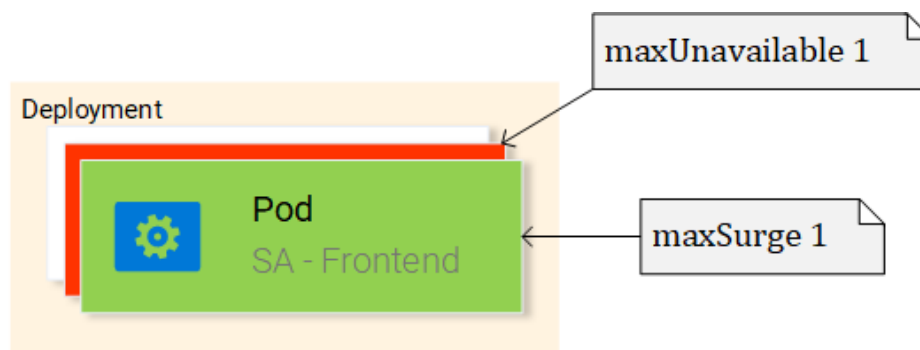 maxUnavailable 1
Deployment
Pod
SA - Frontend
maxSurge 1